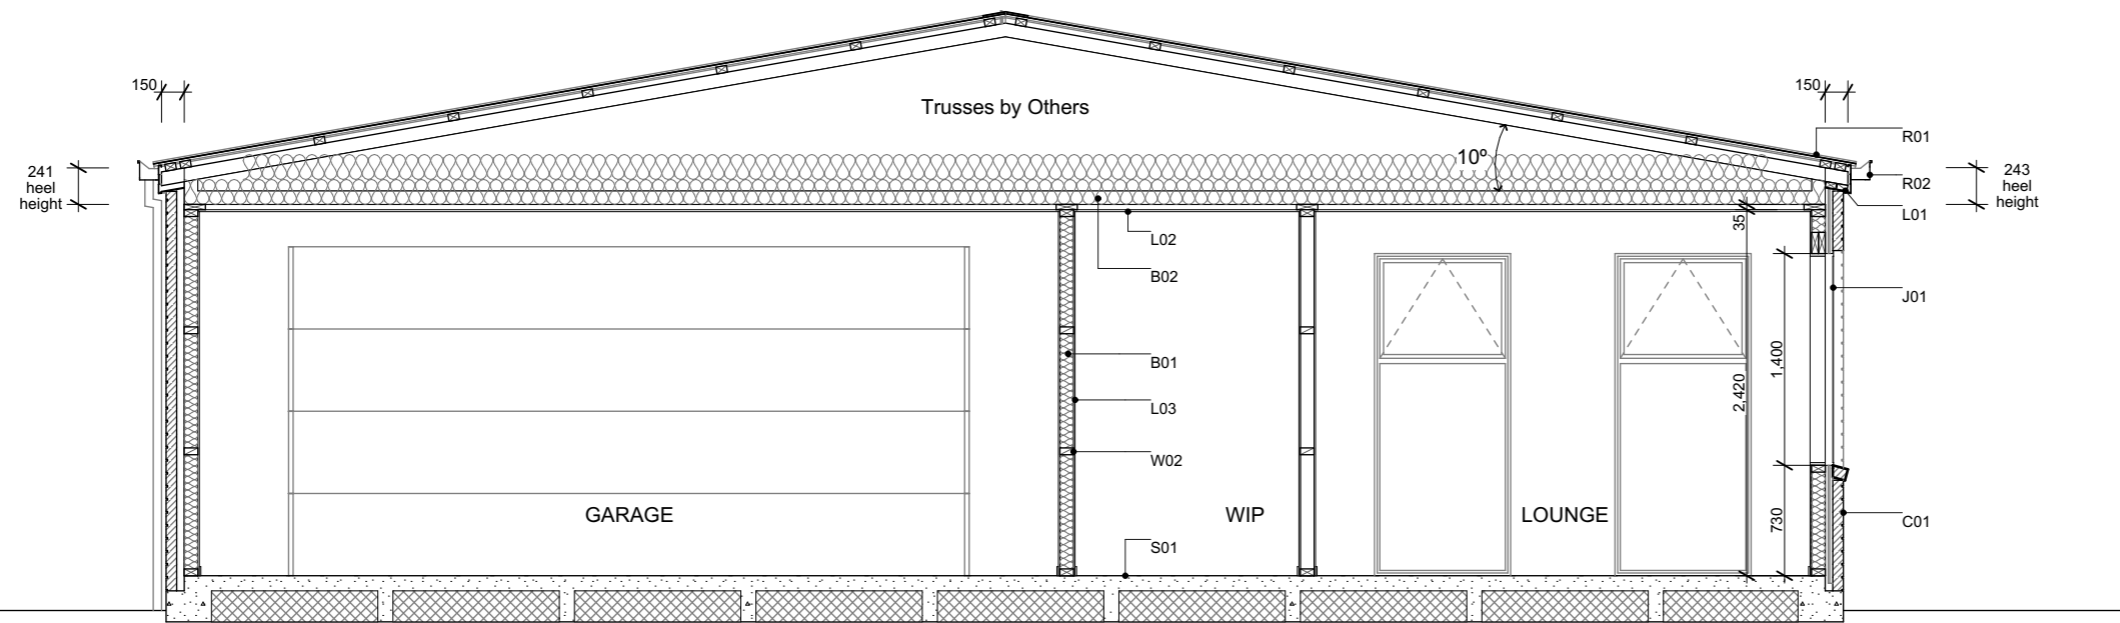 150
Trusses by Others
150
R01
10º
241
heel
height
R02
243
heel
height
L01
35
L02
B02
J01
1,400
B01
2,420
L03
W02
GARAGE
WIP
LOUNGE
730
C01
S01